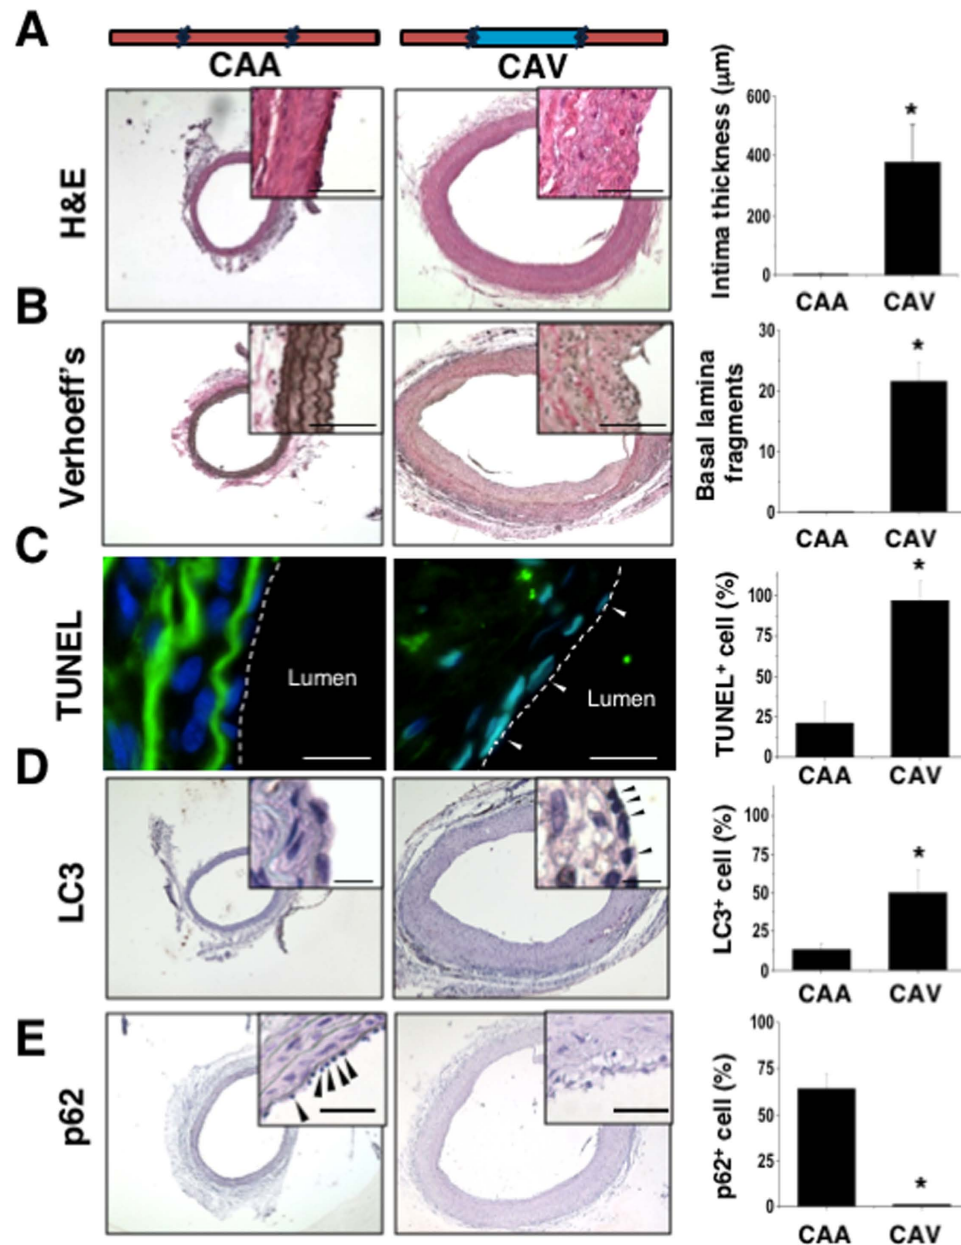 A
CAA
CAV
H&E
Intima thickness (μm)
600
400
200
0
*
CAA
CAV
B
Verhoeff's
Basal lamina
fragments
30
20
10
0
*
CAA
CAV
C
TUNEL
Lumen
Lumen
TUNEL⁺ cell (%)
100
75
50
25
0
*
CAA
CAV
D
LC3
LC3⁺ cell (%)
100
75
50
25
0
*
CAA
CAV
E
p62
p62⁺ cell (%)
100
75
50
25
0
*
CAA
CAV